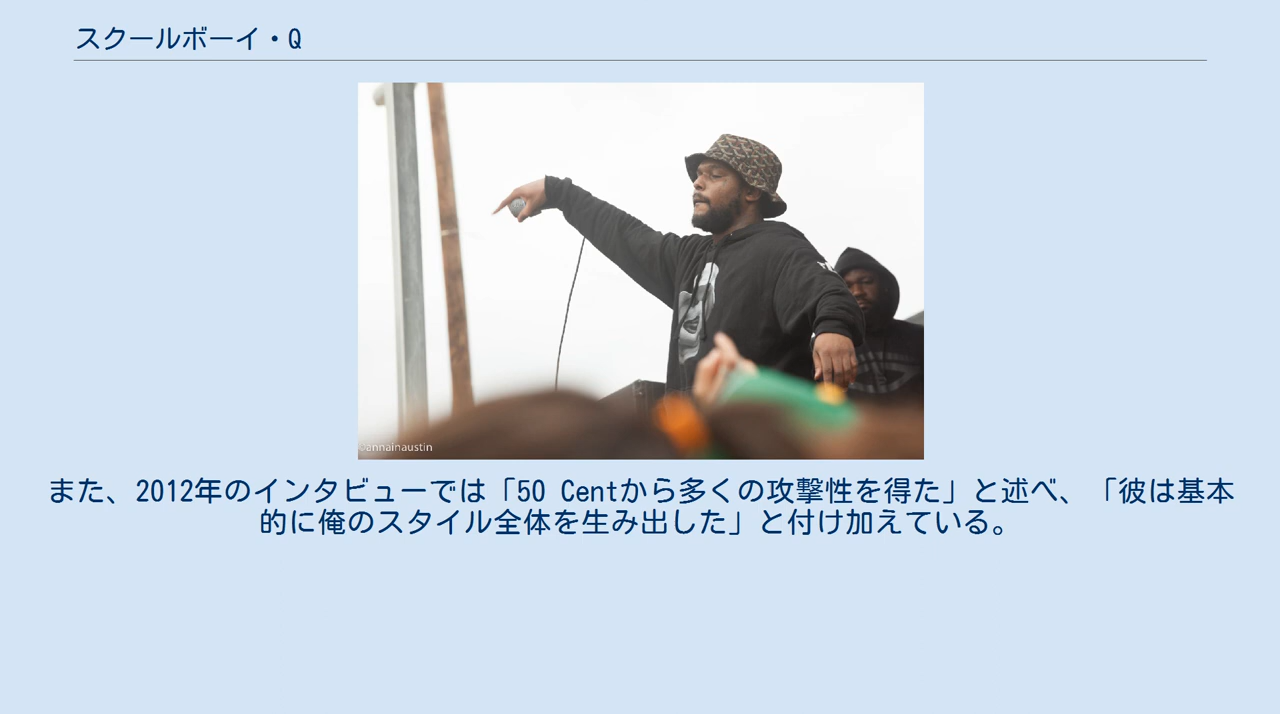 スクールボーイ・Q
©annainaustin
また、2012年のインタビューでは「50 Centから多くの攻撃性を得た」と述べ、「彼は基本
的に俺のスタイル全体を生み出した」と付け加えている。